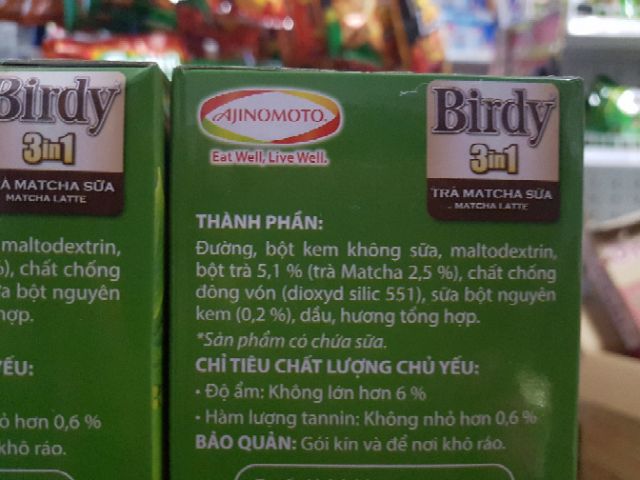 Birdy
3in1
TRÀ MATCHA SỮA
MATCHA LATTE
maltodextrin,
), chất chống
bột nguyên
hợp.
YẾU:
hơn 0,6 %
khô ráo.
AJINOMOTO.
Eat Well, Live Well.
Birdy
3in1
TRÀ MATCHA SỮA
MATCHA LATTE
THÀNH PHẦN:
Đường, bột kem không sữa, maltodextrin,
bột trà 5,1 % (trà Matcha 2,5 %), chất chống
đông vón (dioxyd silic 551), sữa bột nguyên
kem (0,2 %), dầu, hương tổng hợp.
*Sản phẩm có chứa sữa.
CHỈ TIÊU CHẤT LƯỢNG CHỦ YẾU:
• Độ ẩm: Không lớn hơn 6 %
• Hàm lượng tannin: Không nhỏ hơn 0,6 %
BẢO QUẢN: Gói kín và để nơi khô ráo.